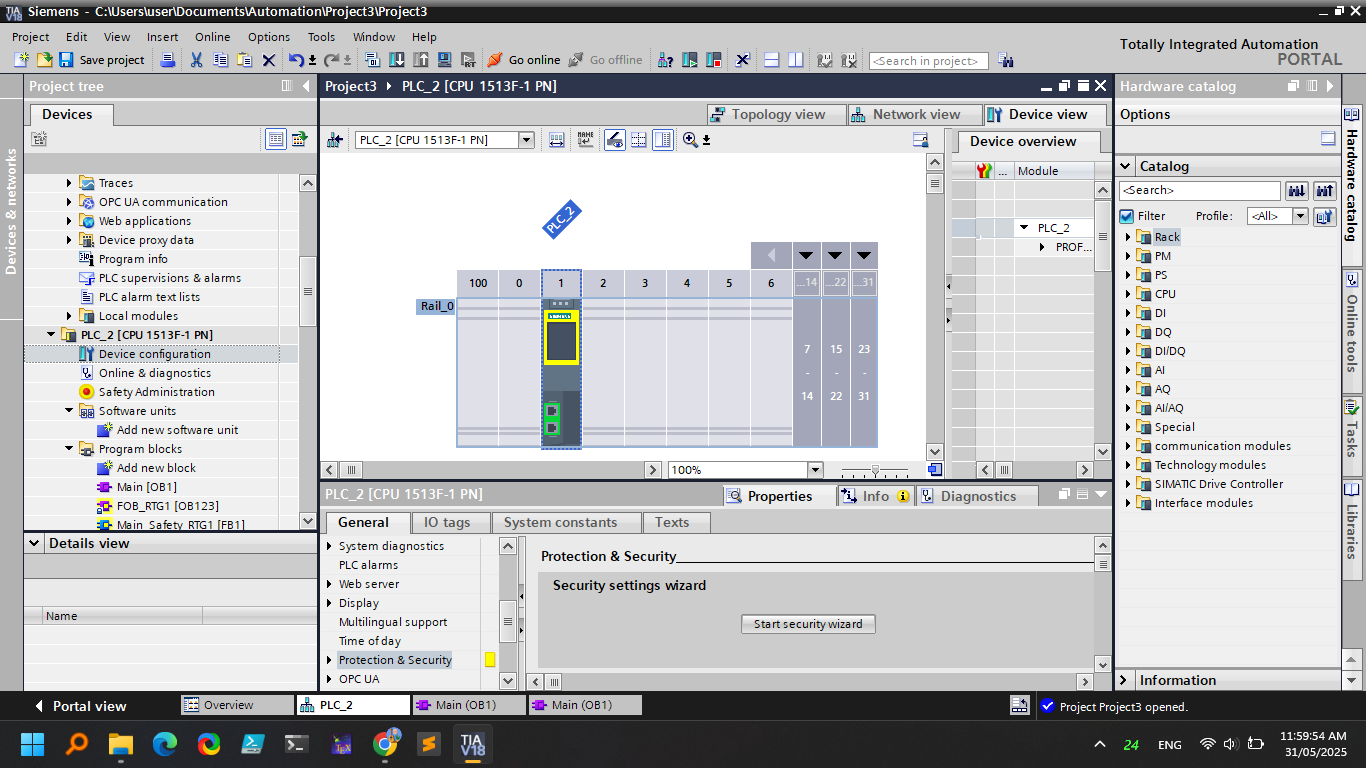 Siemens - C:\Users\user\Documents\Automation\Project3\Project3
Project Edit View Insert Online Options Tools Window Help
Save project
Go online
Go offline
<Search in project>
Totally Integrated Automation
PORTAL
Devices & networks
Project tree
Devices
Traces
OPC UA communication
Web applications
Device proxy data
Program info
PLC supervisions & alarms
PLC alarm text lists
Local modules
PLC_2 [CPU 1513F-1 PN]
Device configuration
Online & diagnostics
Safety Administration
Software units
Add new software unit
Program blocks
Add new block
Main [OB1]
FOB_RTG1 [OB123]
Main_Safety_RTG1 [FB1]
Details view
Name
Project3 PLC_2 [CPU 1513F-1 PN]
Topology view
Network view
Device view
PLC_2 [CPU 1513F-1 PN]
PLC_2
100 0 1 2 3 4 5 6 ...14 ...22 ...31
Rail_0
SIEMENS
7 15 23
- - -
14 22 31
100%
Device overview
... Module
PLC_2
PROF...
PLC_2 [CPU 1513F-1 PN]
Properties
Info
Diagnostics
General
IO tags
System constants
Texts
System diagnostics
PLC alarms
Web server
Display
Multilingual support
Time of day
Protection & Security
OPC UA
Protection & Security
Security settings wizard
Start security wizard
Hardware catalog
Options
Catalog
<Search>
Filter
Profile:
<All>
Rack
PM
PS
CPU
DI
DQ
DI/DQ
AI
AQ
AI/AQ
Special
communication modules
Technology modules
SIMATIC Drive Controller
Interface modules
Information
Hardware catalog
Online tools
Tasks
Libraries
Portal view
Overview
PLC_2
Main (OB1)
Main (OB1)
Project Project3 opened.
TIA
V18
24
ENG
11:59:54 AM
31/05/2025